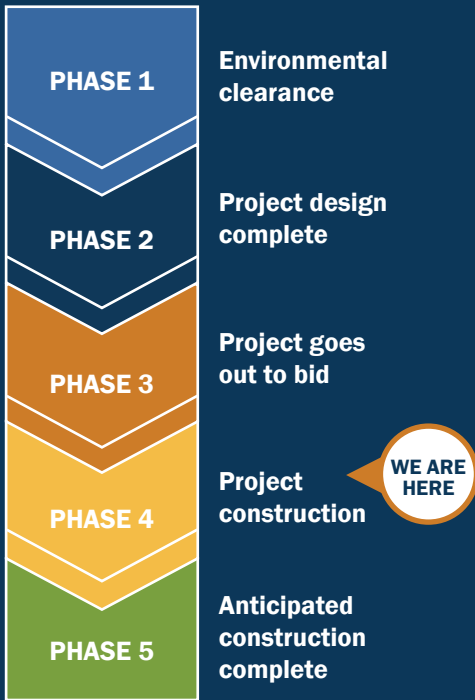 PHASE 1
Environmental
clearance
PHASE 2
Project design
complete
PHASE 3
Project goes
out to bid
PHASE 4
Project
construction
WE ARE
HERE
PHASE 5
Anticipated
construction
complete